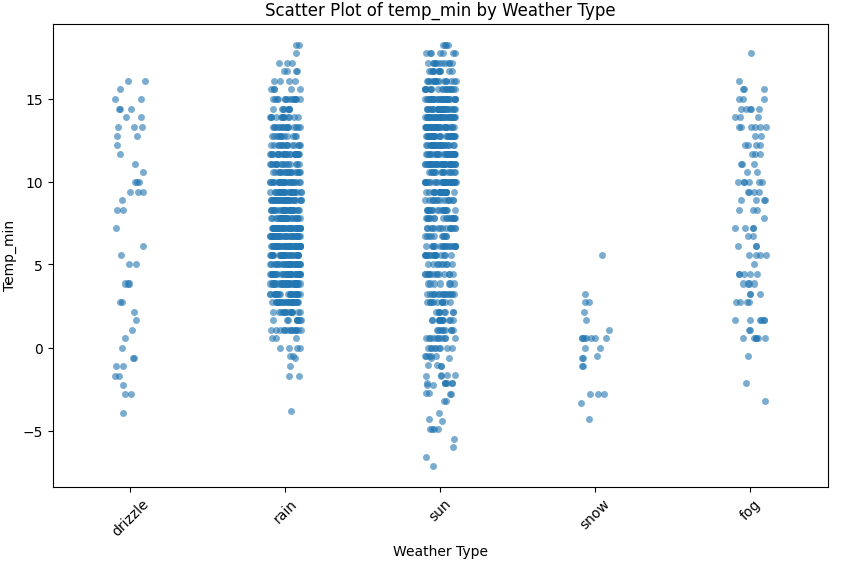 Scatter Plot of temp_min by Weather Type
Temp_min
15
10
5
0
−5
drizzle
rain
sun
snow
fog
Weather Type